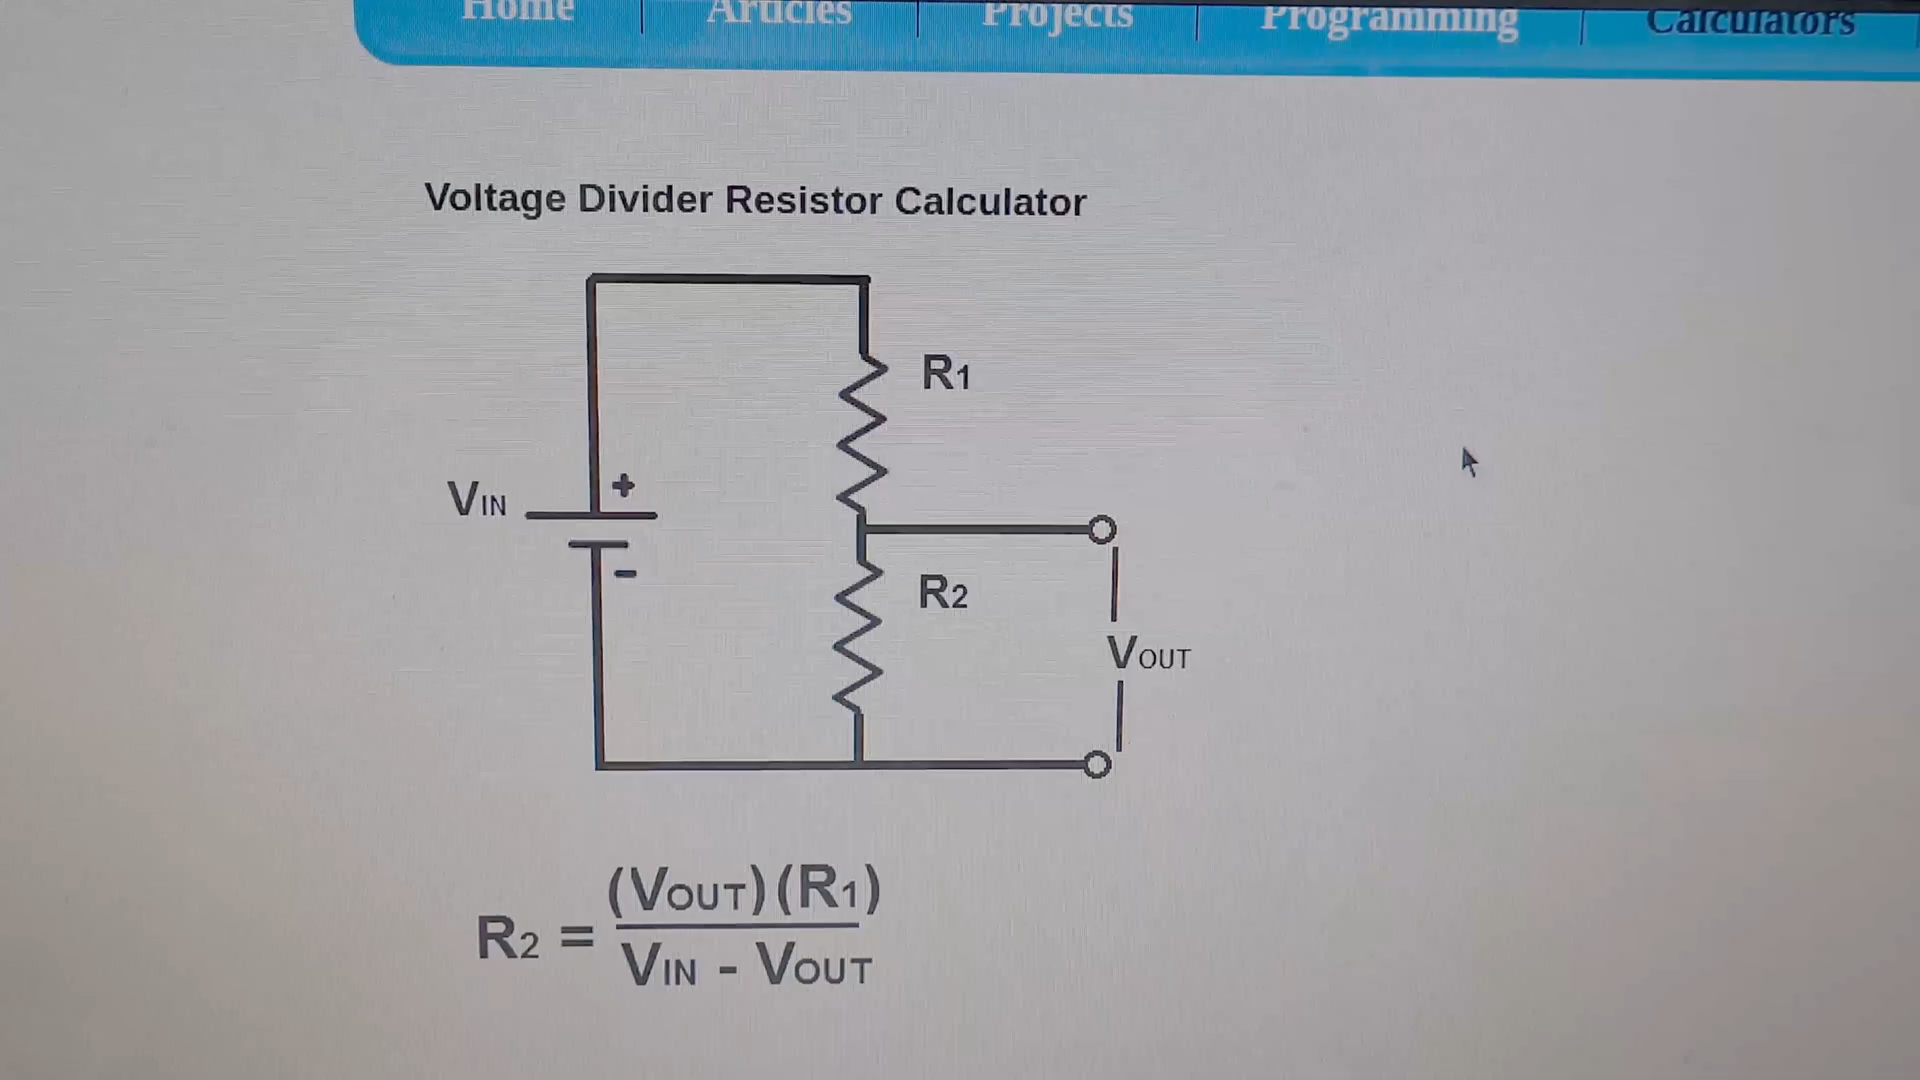 Home Articles Projects Programming Calculators
Voltage Divider Resistor Calculator
R1
+
VIN
-
R2
VOUT
R2 = (VOUT)(R1)
VIN - VOUT